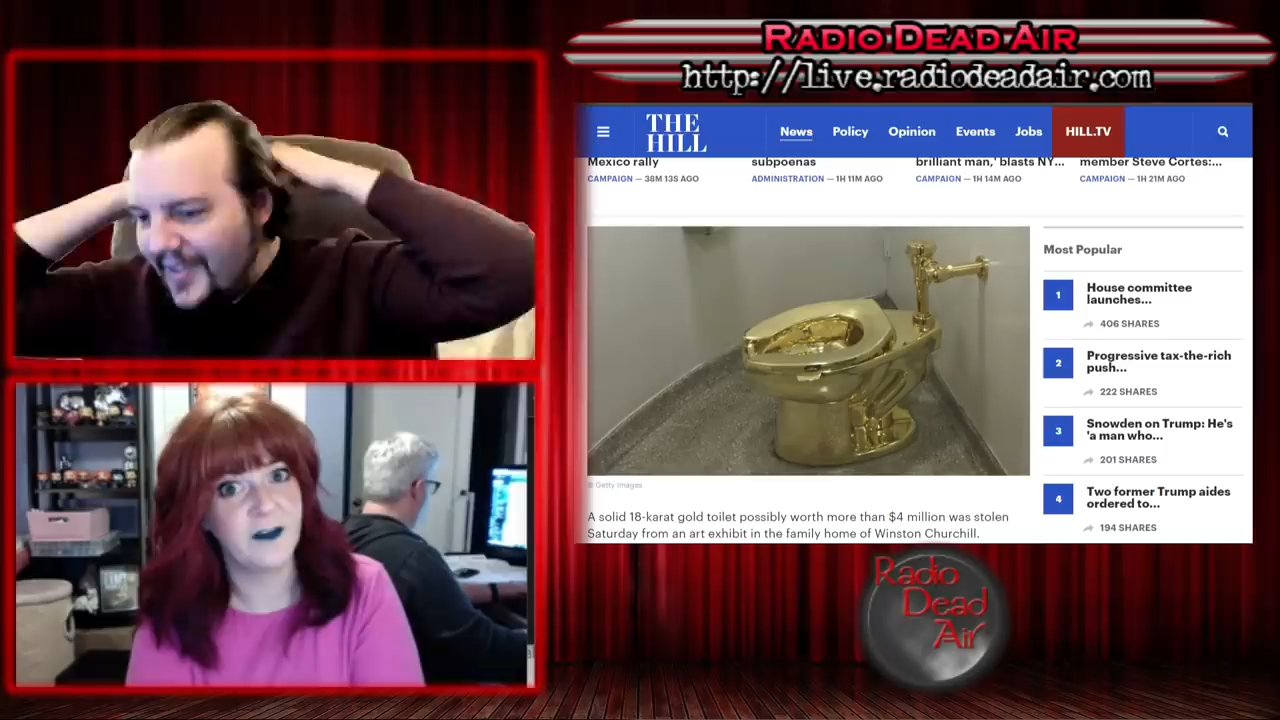 RADIO DEAD AIR
http://live.radiodeadair.com
THE
HILL
News Policy Opinion Events Jobs HILL.TV
Mexico rally
CAMPAIGN — 38M 13S AGO
subpoenas
ADMINISTRATION — 1H 11M AGO
brilliant man,' blasts NY...
CAMPAIGN — 1H 14M AGO
member Steve Cortes:...
CAMPAIGN — 1H 21M AGO
© Getty Images
A solid 18-karat gold toilet possibly worth more than $4 million was stolen
Saturday from an art exhibit in the family home of Winston Churchill.
Most Popular
1
House committee
launches...
406 SHARES
2
Progressive tax-the-rich
push...
222 SHARES
3
Snowden on Trump: He's
'a man who...
201 SHARES
4
Two former Trump aides
ordered to...
194 SHARES
Radio
Dead
Air